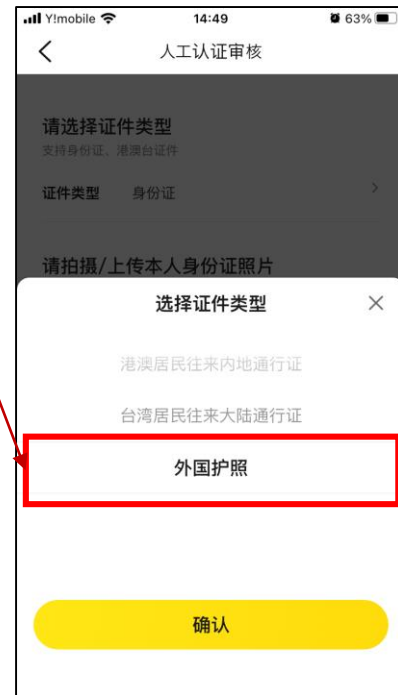 Y!mobile 14:49 63%
人工认证审核
请选择证件类型
支持身份证、港澳台证件
证件类型 身份证
请拍摄/上传本人身份证照片
选择证件类型
港澳居民往来内地通行证
台湾居民往来大陆通行证
外国护照
确认